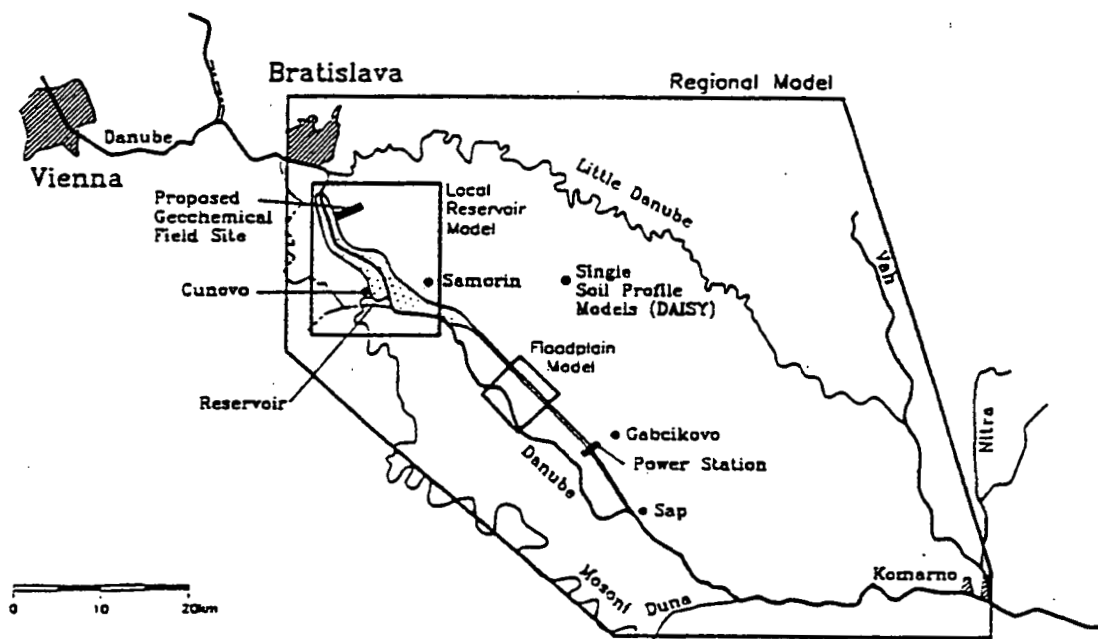 Bratislava
Regional Model
Danube
Vienna
Little Danube
Proposed
Geochemical
Field Site
Local
Reservoir
Model
Vah
Cunovo
Samorin
Single
Soil Profile
Models (DAISY)
Floodplain
Model
Reservoir
Nitra
Gabcikovo
Power Station
Danube
Sap
Komarno
Mosoni Duna
0 10 20km